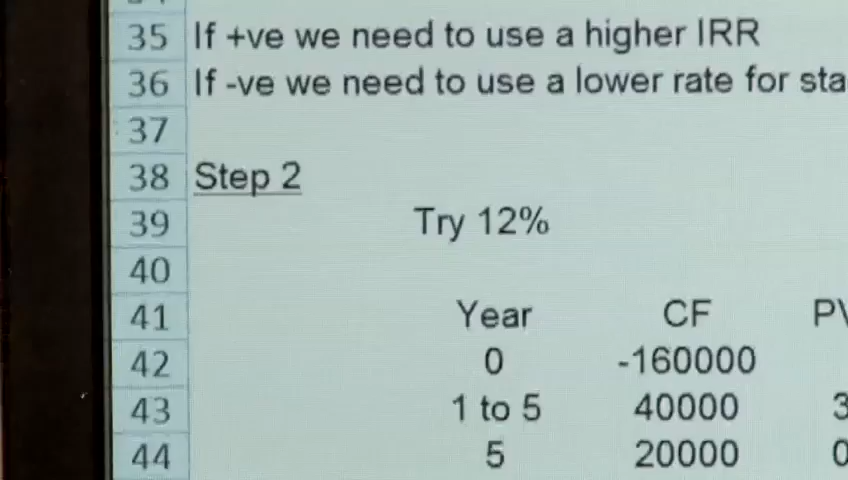 35 If +ve we need to use a higher IRR
36 If -ve we need to use a lower rate for
37
38 Step 2
39 Try 12%
40
41 Year CF
42 0 -160000
43 1 to 5 40000
44 5 20000